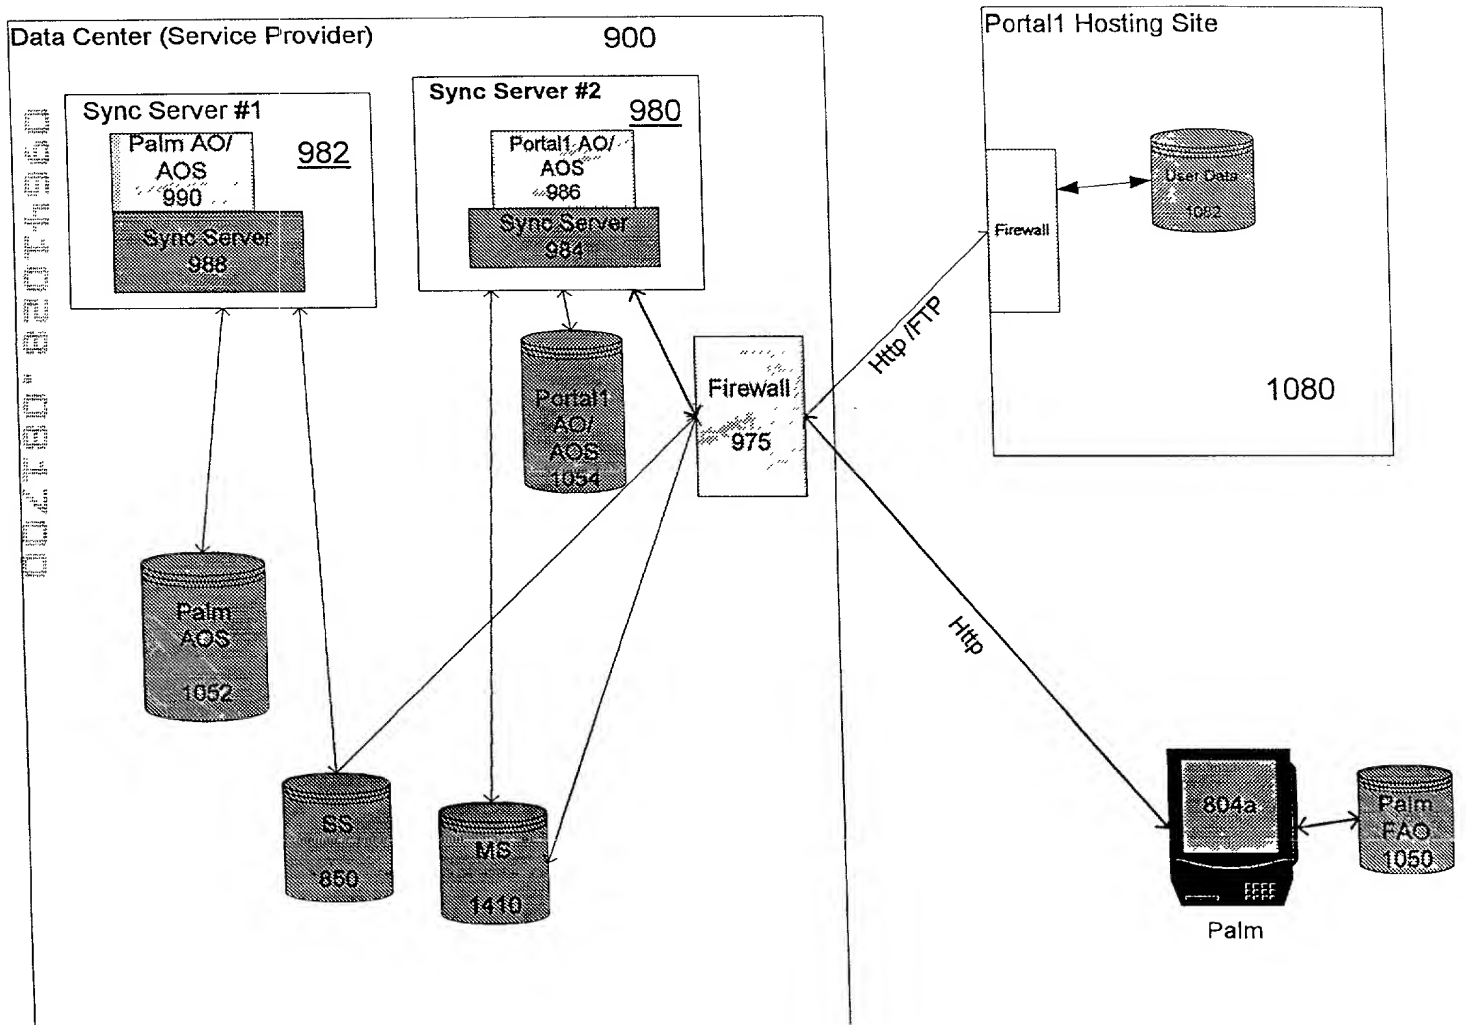 Data Center (Service Provider)
900
Portal1 Hosting Site
Sync Server #1
982
Palm AO/
AOS
990
Sync Server
988
Sync Server #2
980
Portal1 AO/
AOS
986
Sync Server
984
User Data
1082
Firewall
1080
Http /FTP
Firewall
975
Portal1
AO/
AOS
1054
Palm
AOS
1052
Http
SS
850
MS
1410
804a
Palm
Palm
FAO
1050
09641028.081700